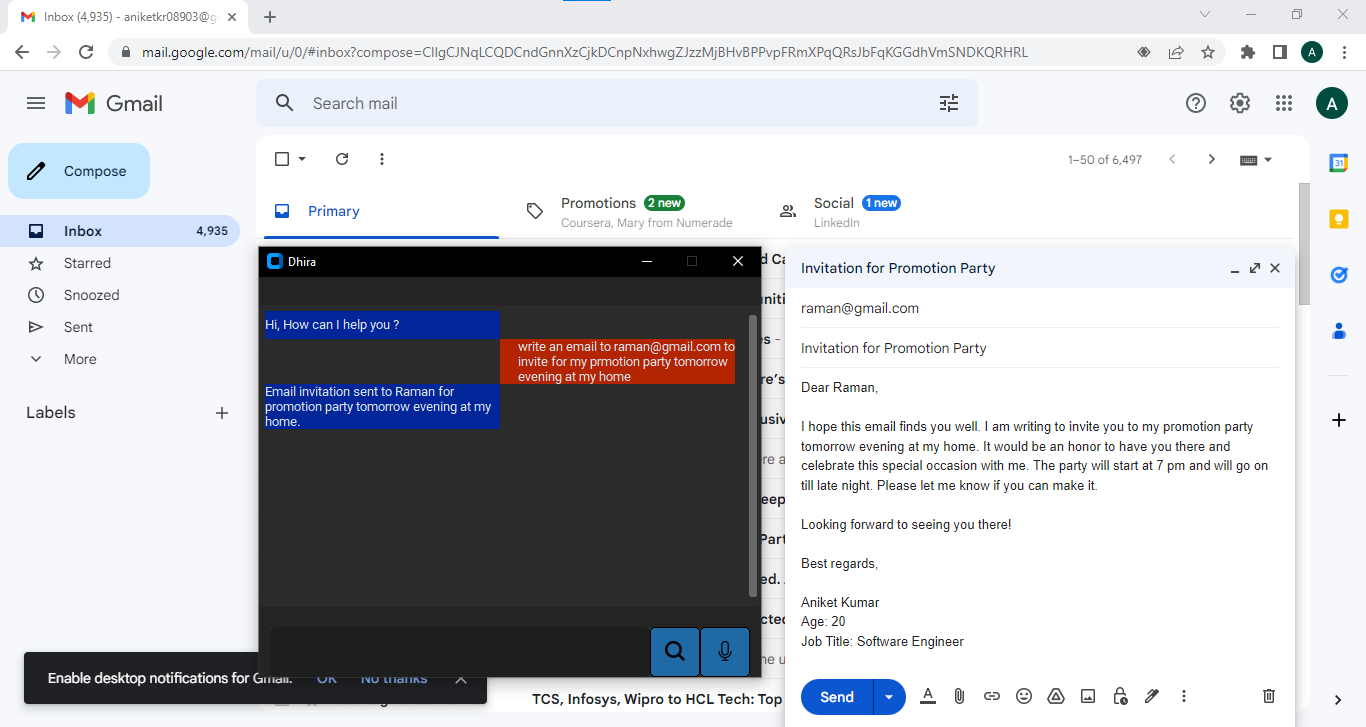 Inbox (4,935) - aniketkr08903@g
mail.google.com/mail/u/0/#inbox?compose=CllgCJNqLCQDCndGnnXzCjkDCnpNxhwgZJzzMjBHvBPPvpFRmXPqQRsJbFqKGGdhVmSNDKQRHRL
A
Gmail
Search mail
A
Compose
1–50 of 6,497
31
Primary
Promotions 2 new
Coursera, Mary from Numerade
Social 1 new
LinkedIn
Inbox 4,935
Starred
Snoozed
Sent
More
Labels
Dhira
Hi, How can I help you ?
write an email to raman@gmail.com to
invite for my prmotion party tomorrow
evening at my home
Email invitation sent to Raman for
promotion party tomorrow evening at my
home.
Invitation for Promotion Party
raman@gmail.com
Invitation for Promotion Party
Dear Raman,
I hope this email finds you well. I am writing to invite you to my promotion party
tomorrow evening at my home. It would be an honor to have you there and
celebrate this special occasion with me. The party will start at 7 pm and will go on
till late night. Please let me know if you can make it.
Looking forward to seeing you there!
Best regards,
Aniket Kumar
Age: 20
Job Title: Software Engineer
Send
Enable desktop notifications for Gmail. OK No thanks
TCS, Infosys, Wipro to HCL Tech: Top